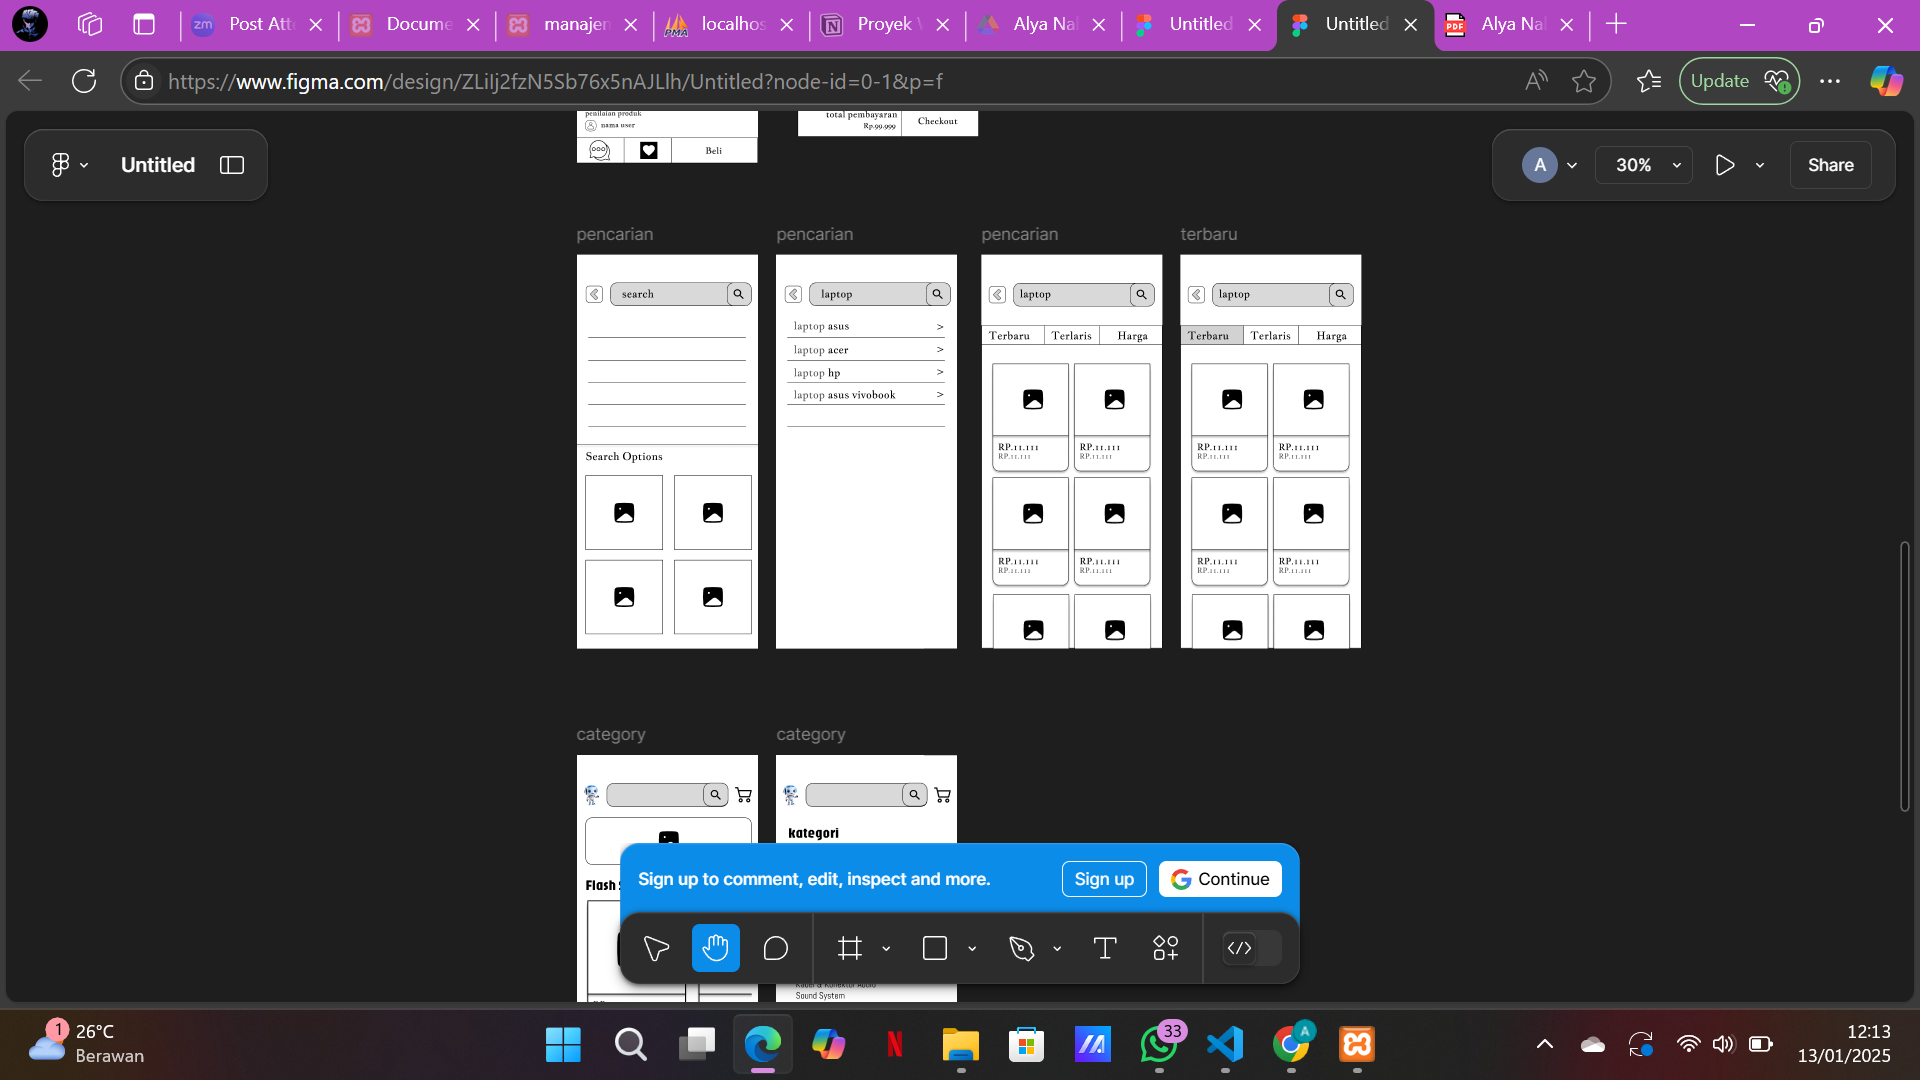 zm Post Att
Docume
manajen
PMA localhos
Proyek
Alya Nal
Untitled
Untitled
PDF Alya Nal
https://www.figma.com/design/ZLiIj2fzN5Sb76x5nAJLlh/Untitled?node-id=0-1&p=f
Update
Untitled
A
30%
Share
penilaian produk
nama user
Beli
total pembayaran
Rp.99.999
Checkout
pencarian
pencarian
pencarian
terbaru
search
Search Options
laptop
laptop asus >
laptop acer >
laptop hp >
laptop asus vivobook >
laptop
Terbaru Terlaris Harga
RP.11.111 RP.11.111
RP.11.111 RP.11.111
RP.11.111 RP.11.111
RP.11.111 RP.11.111
laptop
Terbaru Terlaris Harga
RP.11.111 RP.11.111
RP.11.111 RP.11.111
RP.11.111 RP.11.111
RP.11.111 RP.11.111
category
category
Flash
kategori
Sound System
Sign up to comment, edit, inspect and more.
Sign up
Continue
1
26°C
Berawan
33
A
12:13
13/01/2025